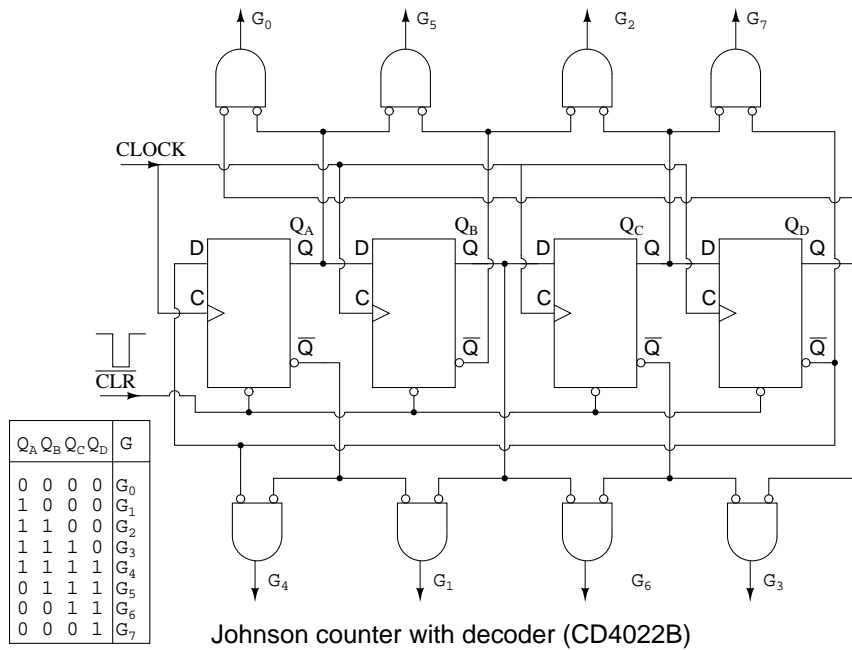 G0 G5 G2 G7
CLOCK
QA QB QC QD
D Q D Q D Q D Q
C C C C
Q̅ Q̅ Q̅ Q̅
C̅L̅R̅
QA QB QC QD G
0 0 0 0 G0
1 0 0 0 G1
1 1 0 0 G2
1 1 1 0 G3
1 1 1 1 G4
0 1 1 1 G5
0 0 1 1 G6
0 0 0 1 G7
G4 G1 G6 G3
Johnson counter with decoder (CD4022B)